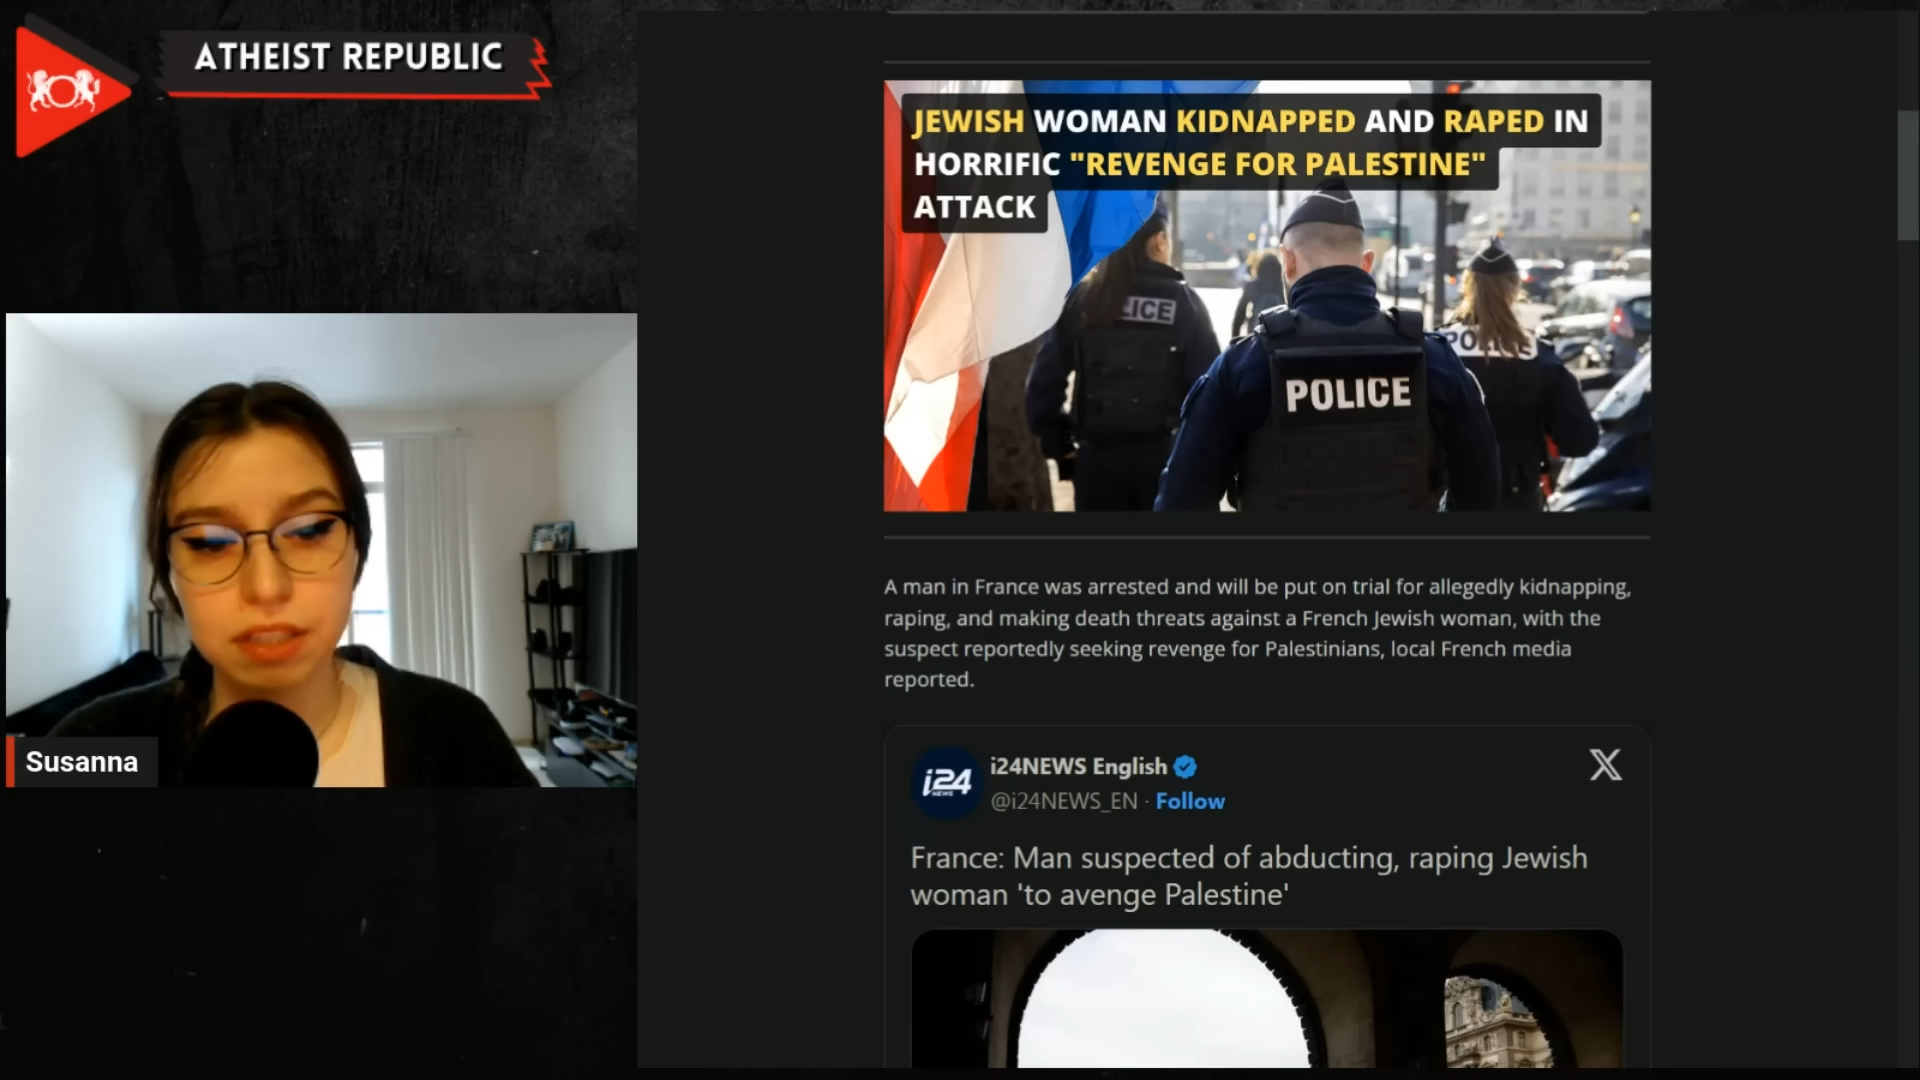 ATHEIST REPUBLIC
JEWISH WOMAN KIDNAPPED AND RAPED IN
HORRIFIC "REVENGE FOR PALESTINE"
ATTACK
LICE
POLICE
POLICE
A man in France was arrested and will be put on trial for allegedly kidnapping,
raping, and making death threats against a French Jewish woman, with the
suspect reportedly seeking revenge for Palestinians, local French media
reported.
Susanna
i24 NEWS
i24NEWS English
@i24NEWS_EN · Follow
X
France: Man suspected of abducting, raping Jewish
woman 'to avenge Palestine'